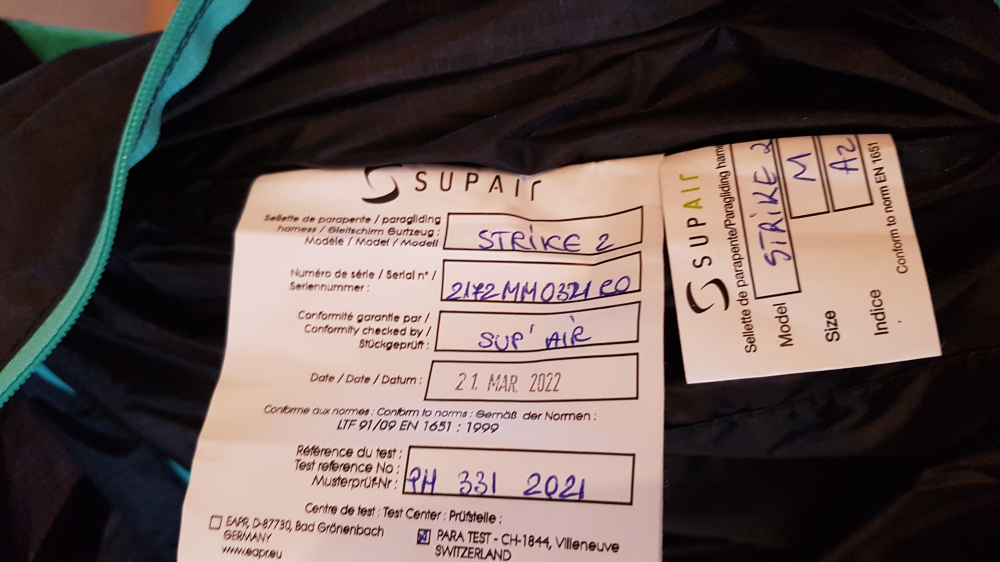 SUPAIR
Sellette de parapente / paragliding
harness / Gleitschirm Gurtzeug :
Modèle / Model / Modell
STRIKE 2
Numéro de série / Serial n° /
Seriennummer :
Conformité garantie par /
Conformity checked by /
Stückgeprüft :
SUP' AIR
Date / Date / Datum :
21. MAR. 2022
Conforme aux normes : Conform to norms : Gemäß der Normen :
LTF 91/09 EN 1651 : 1999
Référence du test :
Test reference No :
Musterprüf-Nr :
PH 331 2021
Centre de test : Test Center : Prüfstelle :
EAPR, D-87730, Bad Grönenbach
GERMANY
www.eapr.eu
PARA TEST - CH-1844, Villeneuve
SWITZERLAND
SUPAIR
Sellette de parapente/Paragliding
Model
STRIKE 2
Size
M
Indice
A2
Conform to norm EN 1651